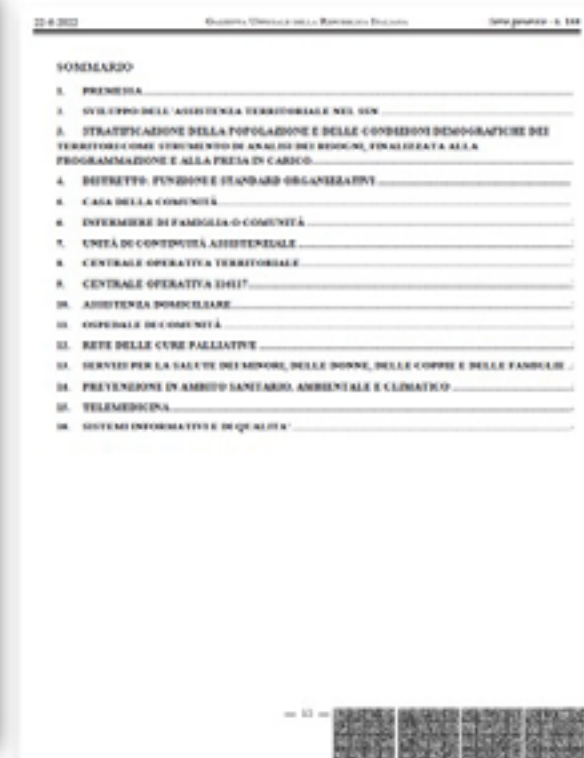 22-6-2022 GAZZETTA UFFICIALE DELLA REPUBBLICA ITALIANA Serie generale - n. 144
SOMMARIO
1. PREMESSA
2. SVILUPPO DELL'ASSISTENZA TERRITORIALE NEL SSN
3. STRATIFICAZIONE DELLA POPOLAZIONE E DELLE CONDIZIONI DEMOGRAFICHE DEI
TERRITORI COME STRUMENTO DI ANALISI DEI BISOGNI, FINALIZZATA ALLA
PROGRAMMAZIONE E ALLA PRESA IN CARICO
4. DISTRETTO: FUNZIONI E STANDARD ORGANIZZATIVI
5. CASA DELLA COMUNITÀ
6. INFERMIERE DI FAMIGLIA O COMUNITÀ
7. UNITÀ DI CONTINUITÀ ASSISTENZIALE
8. CENTRALE OPERATIVA TERRITORIALE
9. CENTRALE OPERATIVA 116117
10. ASSISTENZA DOMICILIARE
11. OSPEDALE DI COMUNITÀ
12. RETE DELLE CURE PALLIATIVE
13. SERVIZI PER LA SALUTE DEI MINORI, DELLE DONNE, DELLE COPPIE E DELLE FAMIGLIE
14. PREVENZIONE IN AMBITO SANITARIO, AMBIENTALE E CLIMATICO
15. TELEMEDICINA
16. SISTEMI INFORMATIVI E DI QUALITA'